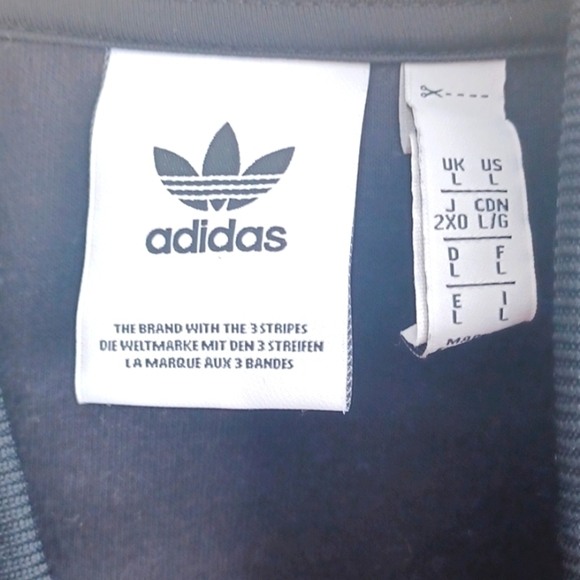 adidas
THE BRAND WITH THE 3 STRIPES
DIE WELTMARKE MIT DEN 3 STREIFEN
LA MARQUE AUX 3 BANDES
UK US
L L
J CDN
2XO L/G
D F
L L
E I
L L